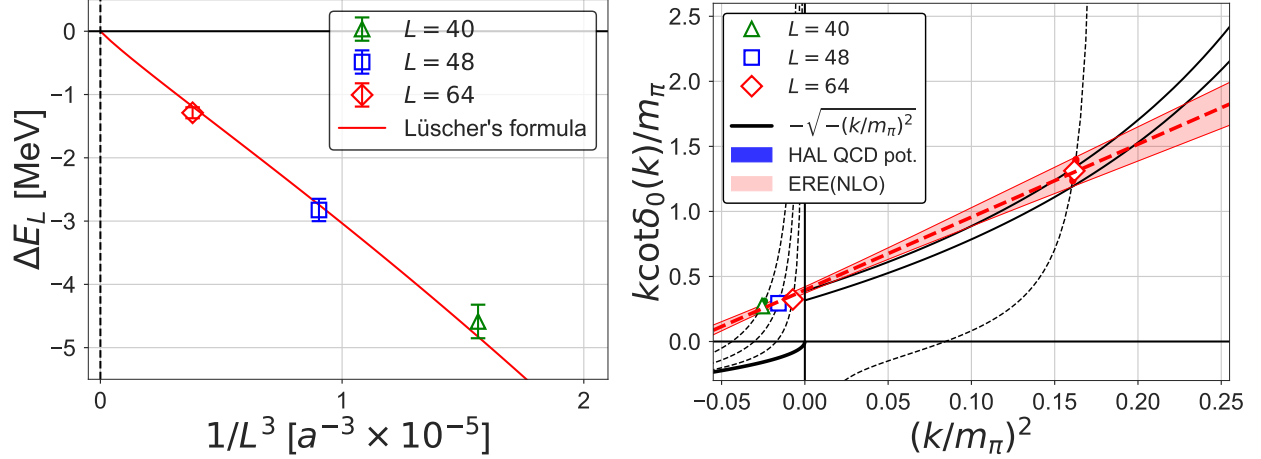 0
−1
−2
−3
−4
−5
ΔE_L [MeV]
0
1
2
1/L³ [a⁻³ × 10⁻⁵]
L = 40
L = 48
L = 64
Lüscher's formula
2.5
2.0
1.5
1.0
0.5
0.0
kcotδ₀(k)/m_π
−0.05
0.00
0.05
0.10
0.15
0.20
0.25
(k/m_π)²
L = 40
L = 48
L = 64
−√−(k/m_π)²
HAL QCD pot.
ERE(NLO)